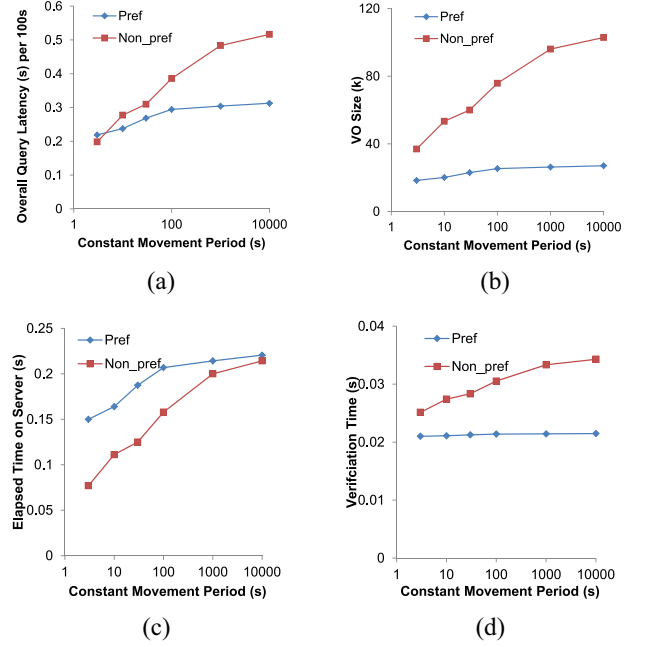 Overall Query Latency (s) per 100s
0.6
0.5
0.4
0.3
0.2
0.1
0
Pref
Non_pref
1
10
100
1000
10000
Constant Movement Period (s)
(a)
VO Size (k)
120
80
40
0
Pref
Non_pref
1
10
100
1000
10000
Constant Movement Period (s)
(b)
Elapsed Time on Server (s)
0.25
0.2
0.15
0.1
0.05
0
Pref
Non_pref
1
10
100
1000
10000
Constant Movement Period (s)
(c)
Verifciation Time (s)
0.04
0.03
0.02
0.01
0
Pref
Non_pref
1
10
100
1000
10000
Constant Movement Period (s)
(d)